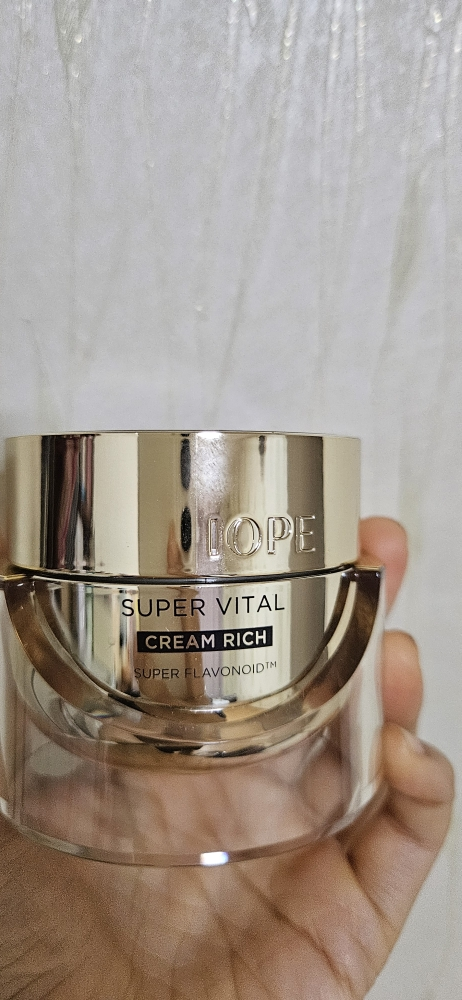 IOPE
SUPER VITAL
CREAM RICH
SUPER FLAVONOID™